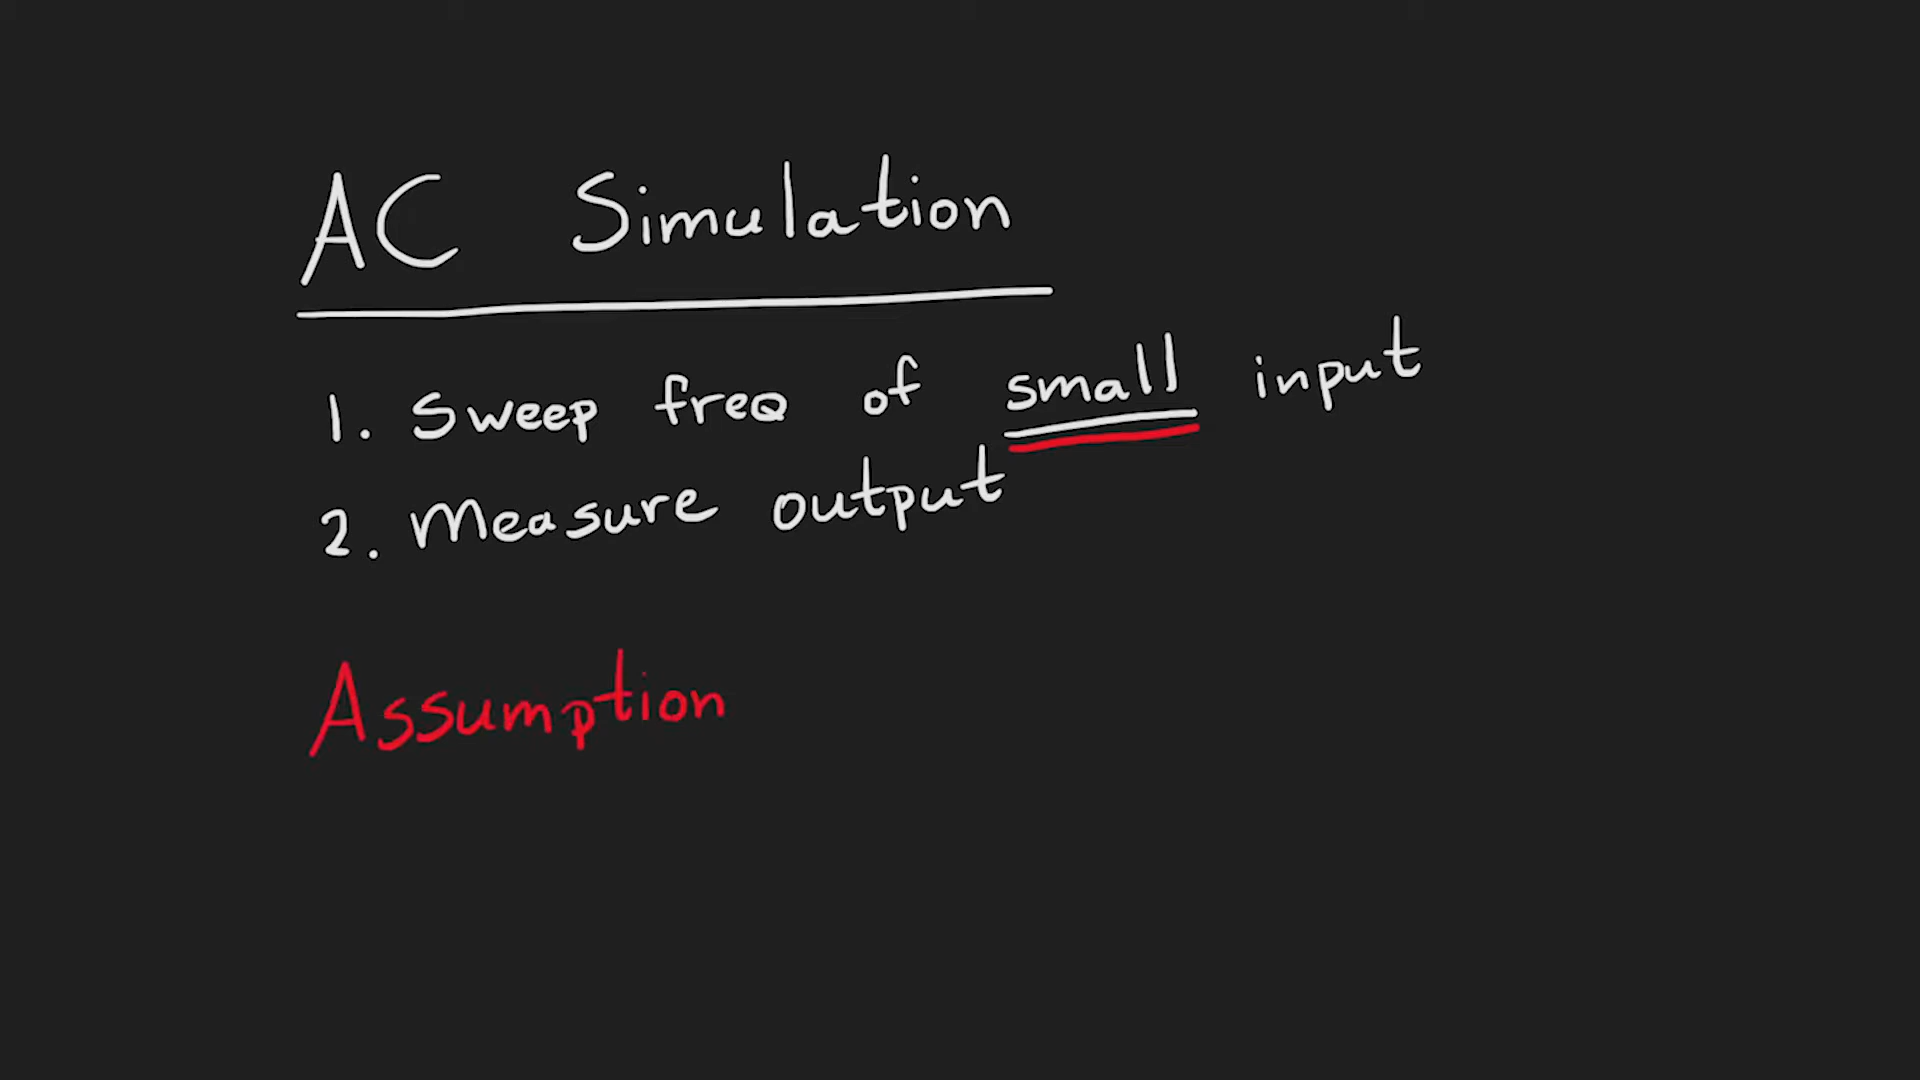 AC Simulation
1. Sweep freq of small input
2. Measure output
Assumption